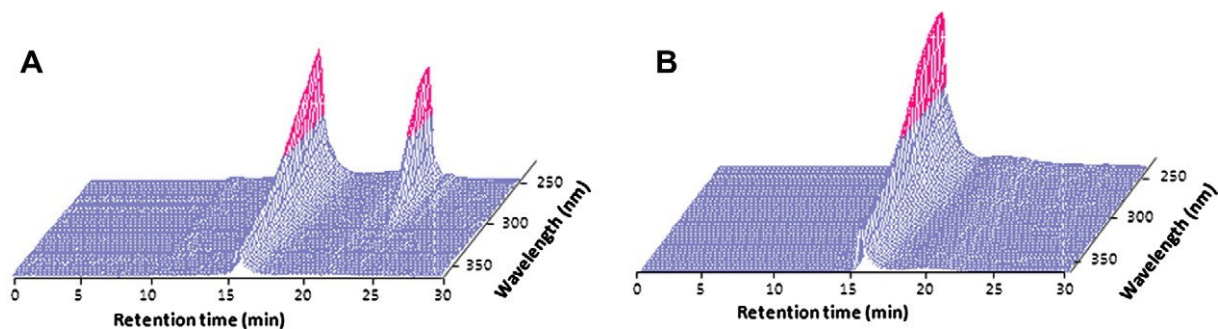 A
250
300
350
Wavelength (nm)
0 5 10 15 20 25 30
Retention time (min)
B
250
300
350
Wavelength (nm)
0 5 10 15 20 25 30
Retention time (min)